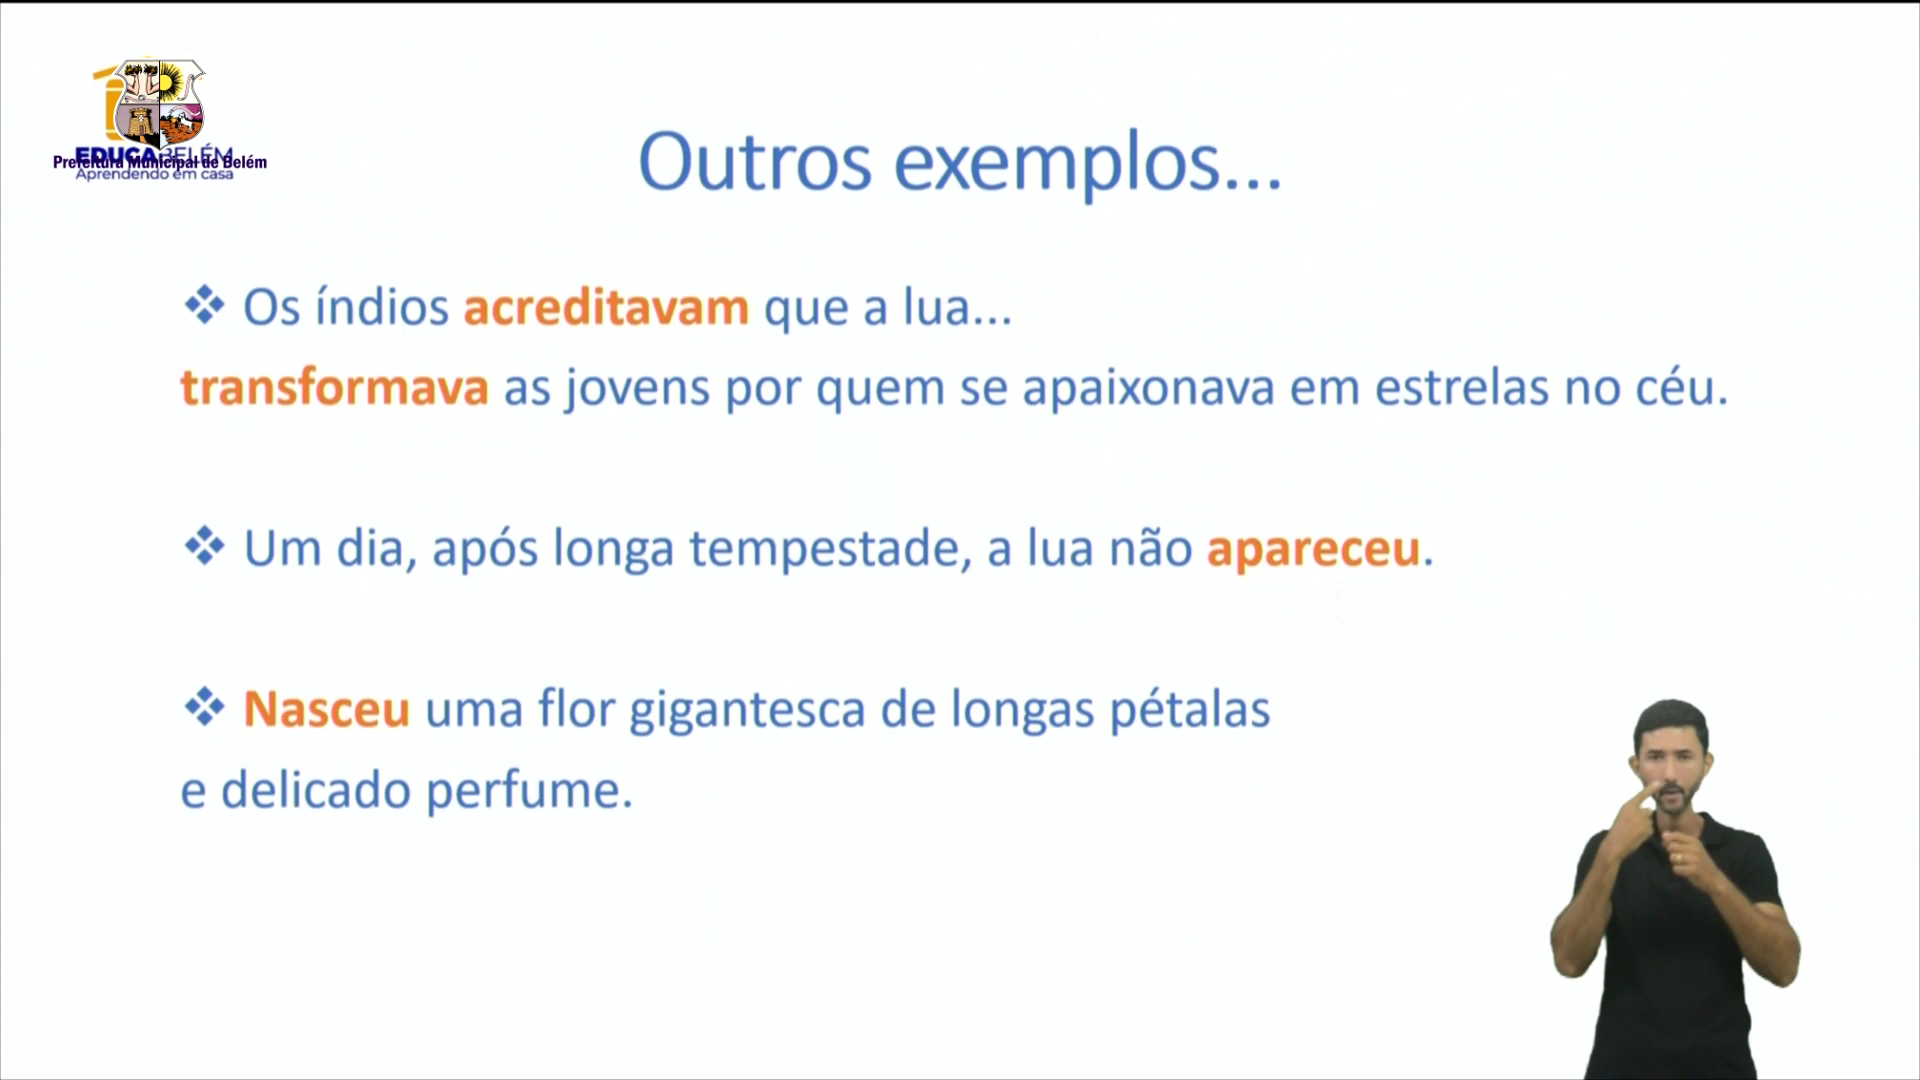 EDUCABELÉM
Prefeitura Municipal de Belém
Aprendendo em casa
Outros exemplos...
❖ Os índios acreditavam que a lua...
transformava as jovens por quem se apaixonava em estrelas no céu.
❖ Um dia, após longa tempestade, a lua não apareceu.
❖ Nasceu uma flor gigantesca de longas pétalas
e delicado perfume.